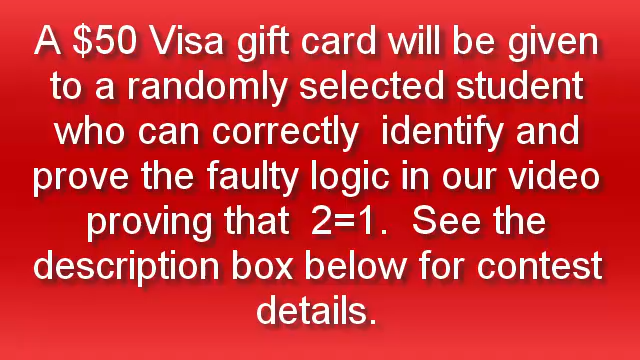 A $50 Visa gift card will be given
to a randomly selected student
who can correctly  identify and
prove the faulty logic in our video
proving that  2=1.  See the
description box below for contest
details.